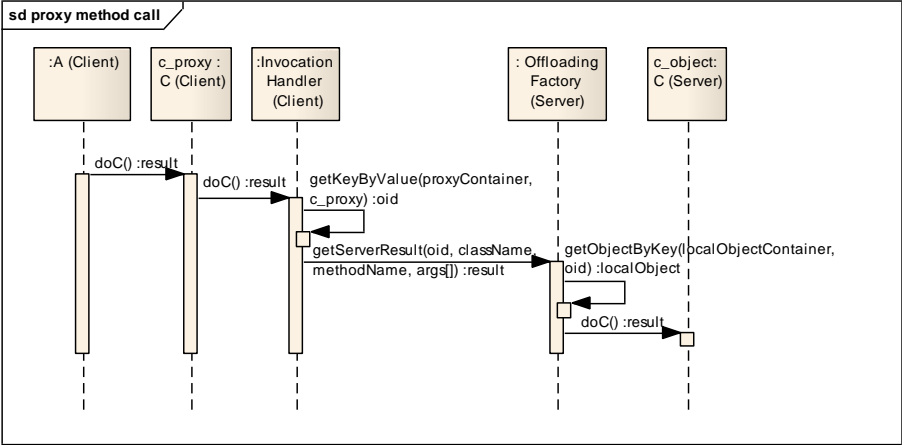 sd proxy method call
:A (Client)
c_proxy :
C (Client)
:Invocation
Handler
(Client)
: Offloading
Factory
(Server)
c_object:
C (Server)
doC() :result
doC() :result
getKeyByValue(proxyContainer,
c_proxy) :oid
getServerResult(oid, className,
methodName, args[]) :result
getObjectByKey(localObjectContainer,
oid) :localObject
doC() :result